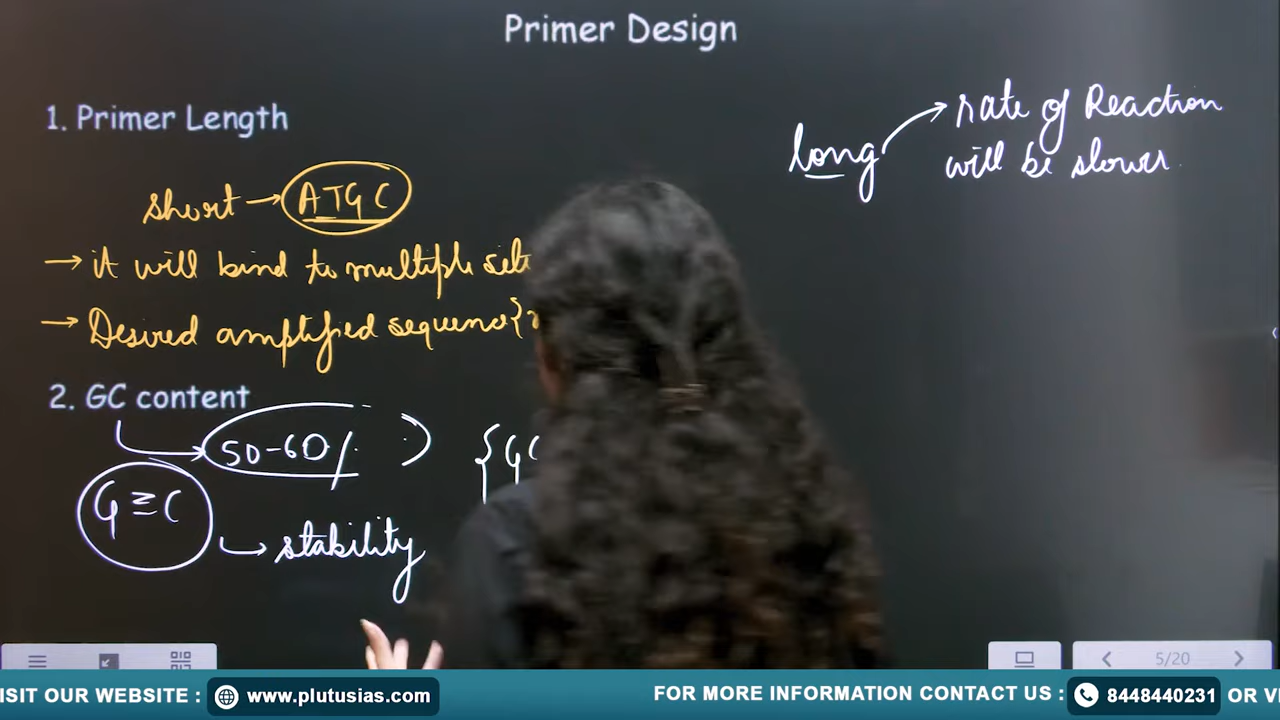 Primer Design
1. Primer Length
long → rate of Reaction
will be slower.
short → ATGC
→ it will bind to multiple
→ Desired amplified sequence {
2. GC content
50-60%
{GC
G≡C
stability
5/20
ISIT OUR WEBSITE : www.plutusias.com FOR MORE INFORMATION CONTACT US : 8448440231 OR VI